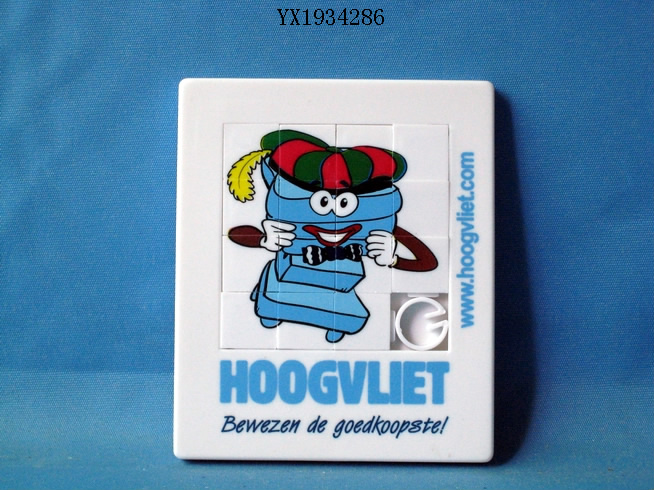 YX1934286
www.hoogvliet.com
HOOGVLIET
Bewezen de goedkoopste!